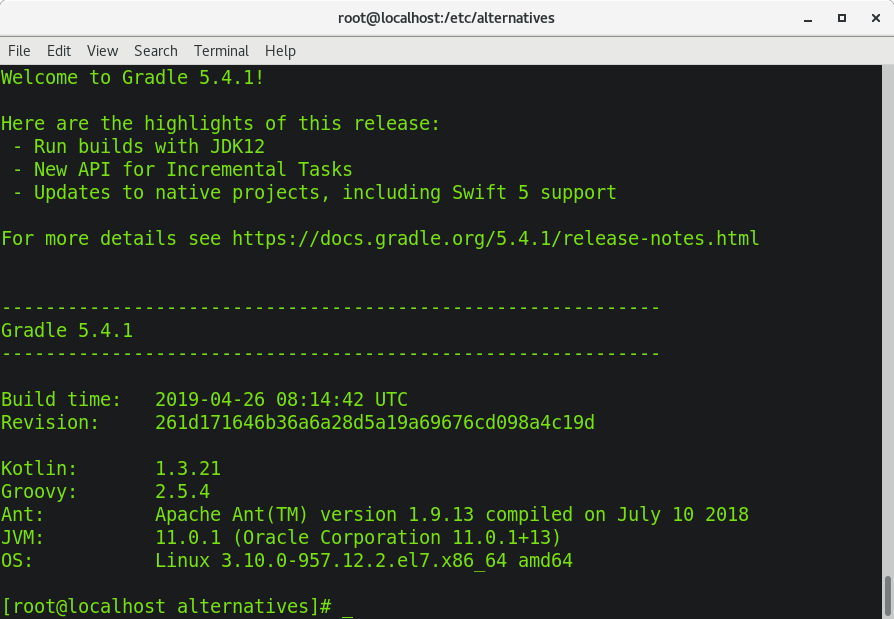 root@localhost:/etc/alternatives
File Edit View Search Terminal Help
Welcome to Gradle 5.4.1!
Here are the highlights of this release:
- Run builds with JDK12
- New API for Incremental Tasks
- Updates to native projects, including Swift 5 support
For more details see https://docs.gradle.org/5.4.1/release-notes.html
------------------------------------------------------------
Gradle 5.4.1
------------------------------------------------------------
Build time:   2019-04-26 08:14:42 UTC
Revision:     261d171646b36a6a28d5a19a69676cd098a4c19d
Kotlin:       1.3.21
Groovy:       2.5.4
Ant:          Apache Ant(TM) version 1.9.13 compiled on July 10 2018
JVM:          11.0.1 (Oracle Corporation 11.0.1+13)
OS:           Linux 3.10.0-957.12.2.el7.x86_64 amd64
[root@localhost alternatives]# _